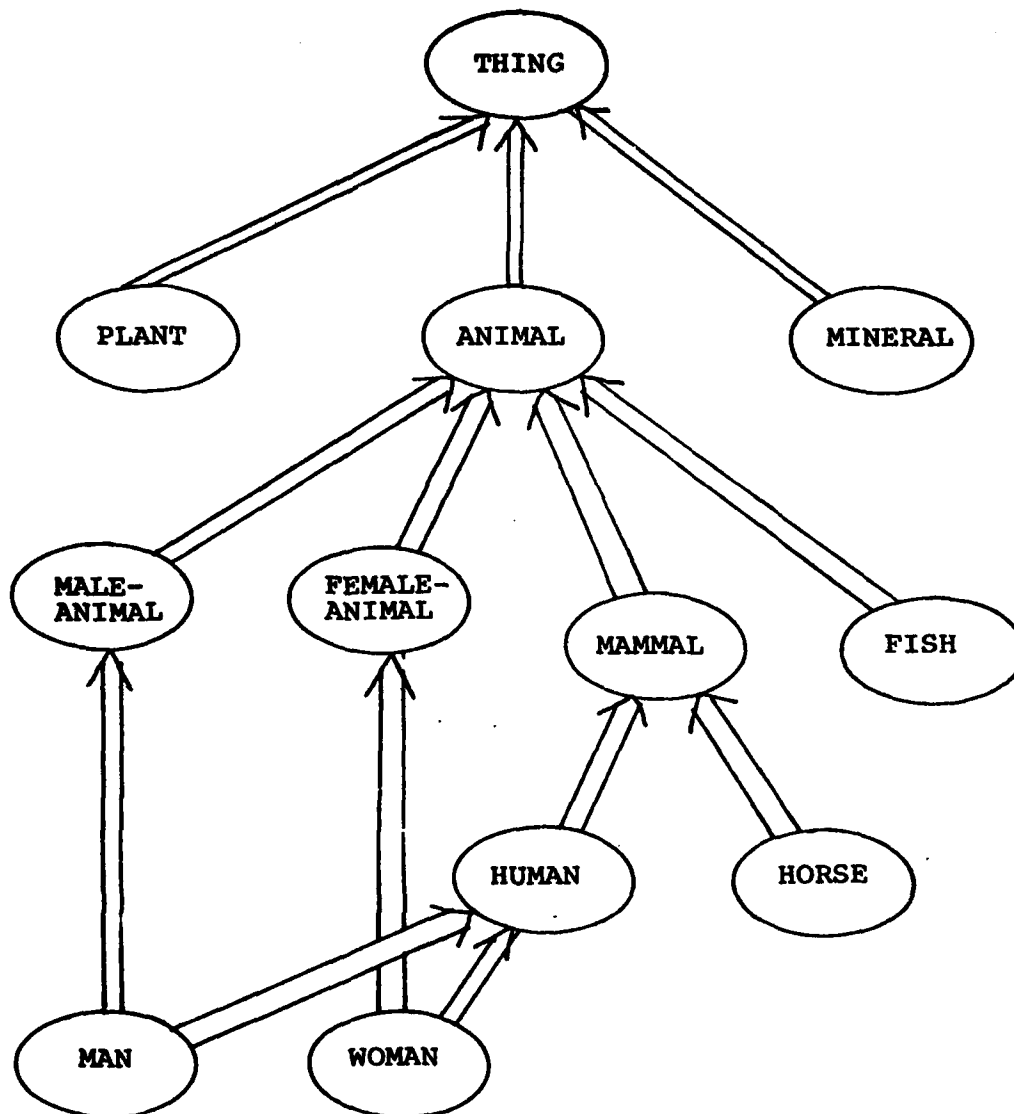 THING
PLANT
ANIMAL
MINERAL
MALE-
ANIMAL
FEMALE-
ANIMAL
MAMMAL
FISH
HUMAN
HORSE
MAN
WOMAN